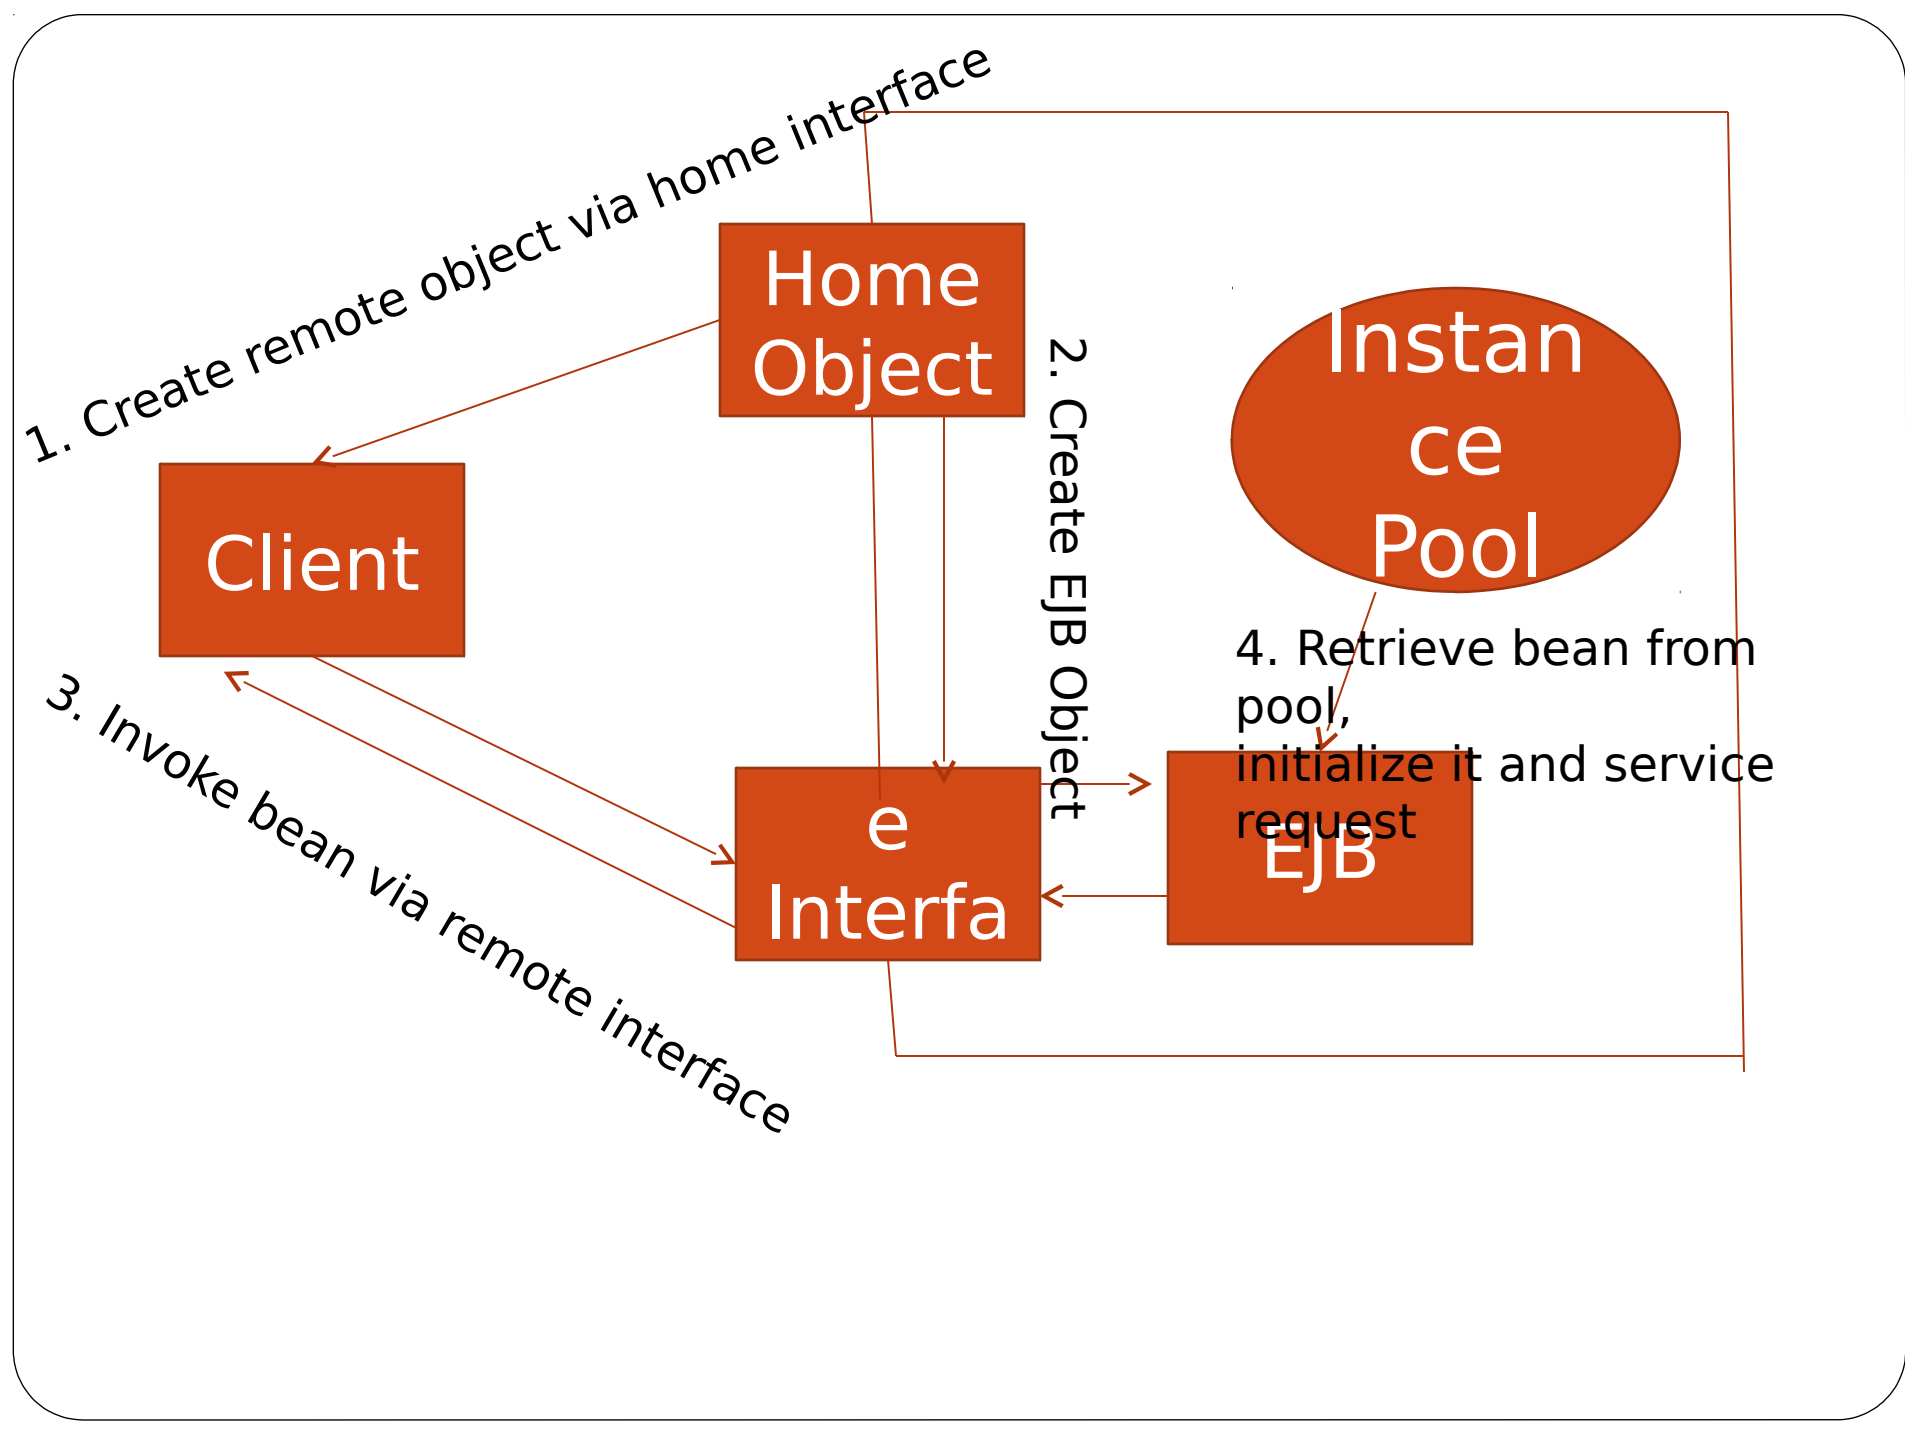 1. Create remote object via home interface
Home
Object
2. Create EJB Object
Instan
ce
Pool
Client
4. Retrieve bean from
pool,
initialize it and service
request
3. Invoke bean via remote interface
e
Interfa
EJB